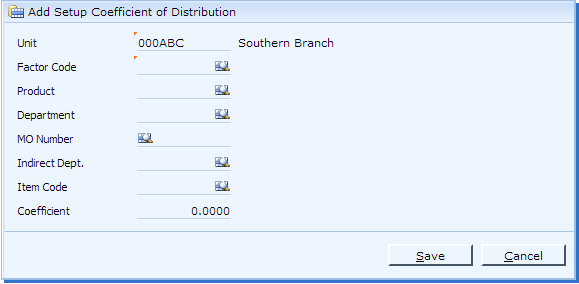 Add Setup Coefficient of Distribution
Unit 000ABC Southern Branch
Factor Code
Product
Department
MO Number
Indirect Dept.
Item Code
Coefficient 0.0000
Save Cancel